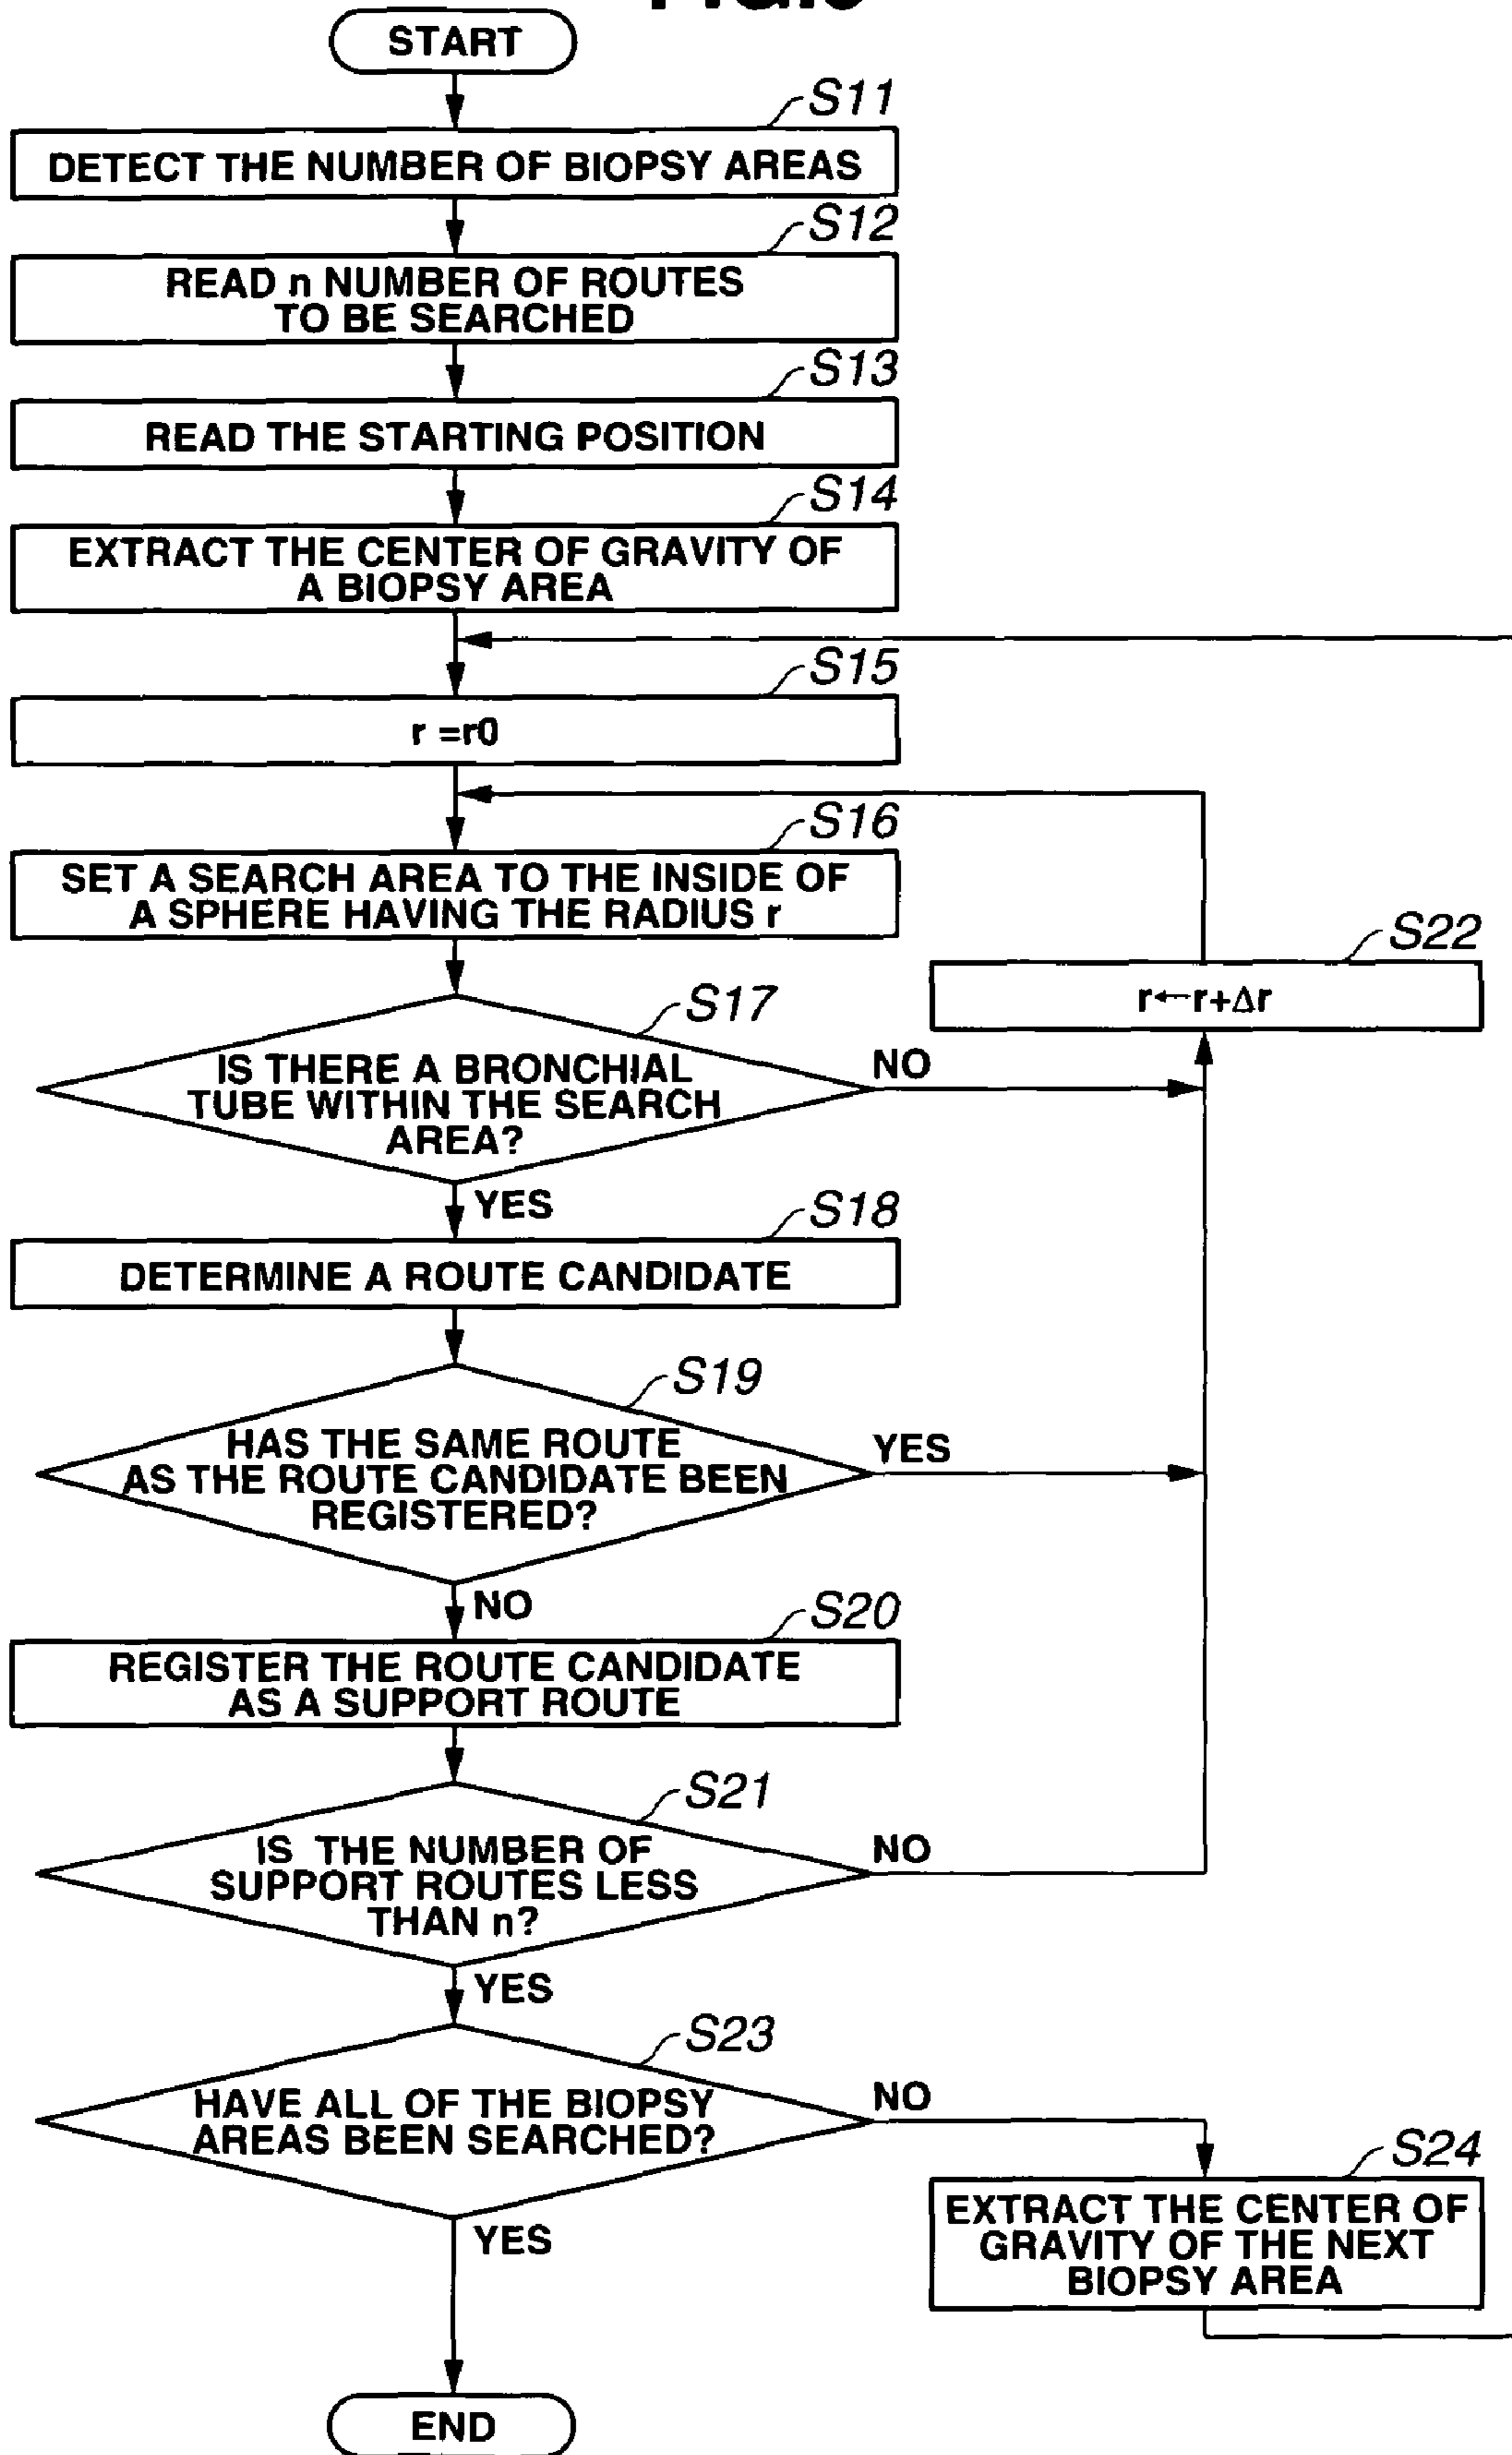 START
S11
DETECT THE NUMBER OF BIOPSY AREAS
S12
READ n NUMBER OF ROUTES
TO BE SEARCHED
S13
READ THE STARTING POSITION
S14
EXTRACT THE CENTER OF GRAVITY OF
A BIOPSY AREA
S15
r =r0
S16
SET A SEARCH AREA TO THE INSIDE OF
A SPHERE HAVING THE RADIUS r
S22
r←r+Δr
S17
IS THERE A BRONCHIAL
TUBE WITHIN THE SEARCH
AREA?
NO
YES
S18
DETERMINE A ROUTE CANDIDATE
S19
HAS THE SAME ROUTE
AS THE ROUTE CANDIDATE BEEN
REGISTERED?
YES
NO
S20
REGISTER THE ROUTE CANDIDATE
AS A SUPPORT ROUTE
S21
IS THE NUMBER OF
SUPPORT ROUTES LESS
THAN n?
NO
YES
S23
HAVE ALL OF THE BIOPSY
AREAS BEEN SEARCHED?
NO
YES
S24
EXTRACT THE CENTER OF
GRAVITY OF THE NEXT
BIOPSY AREA
END